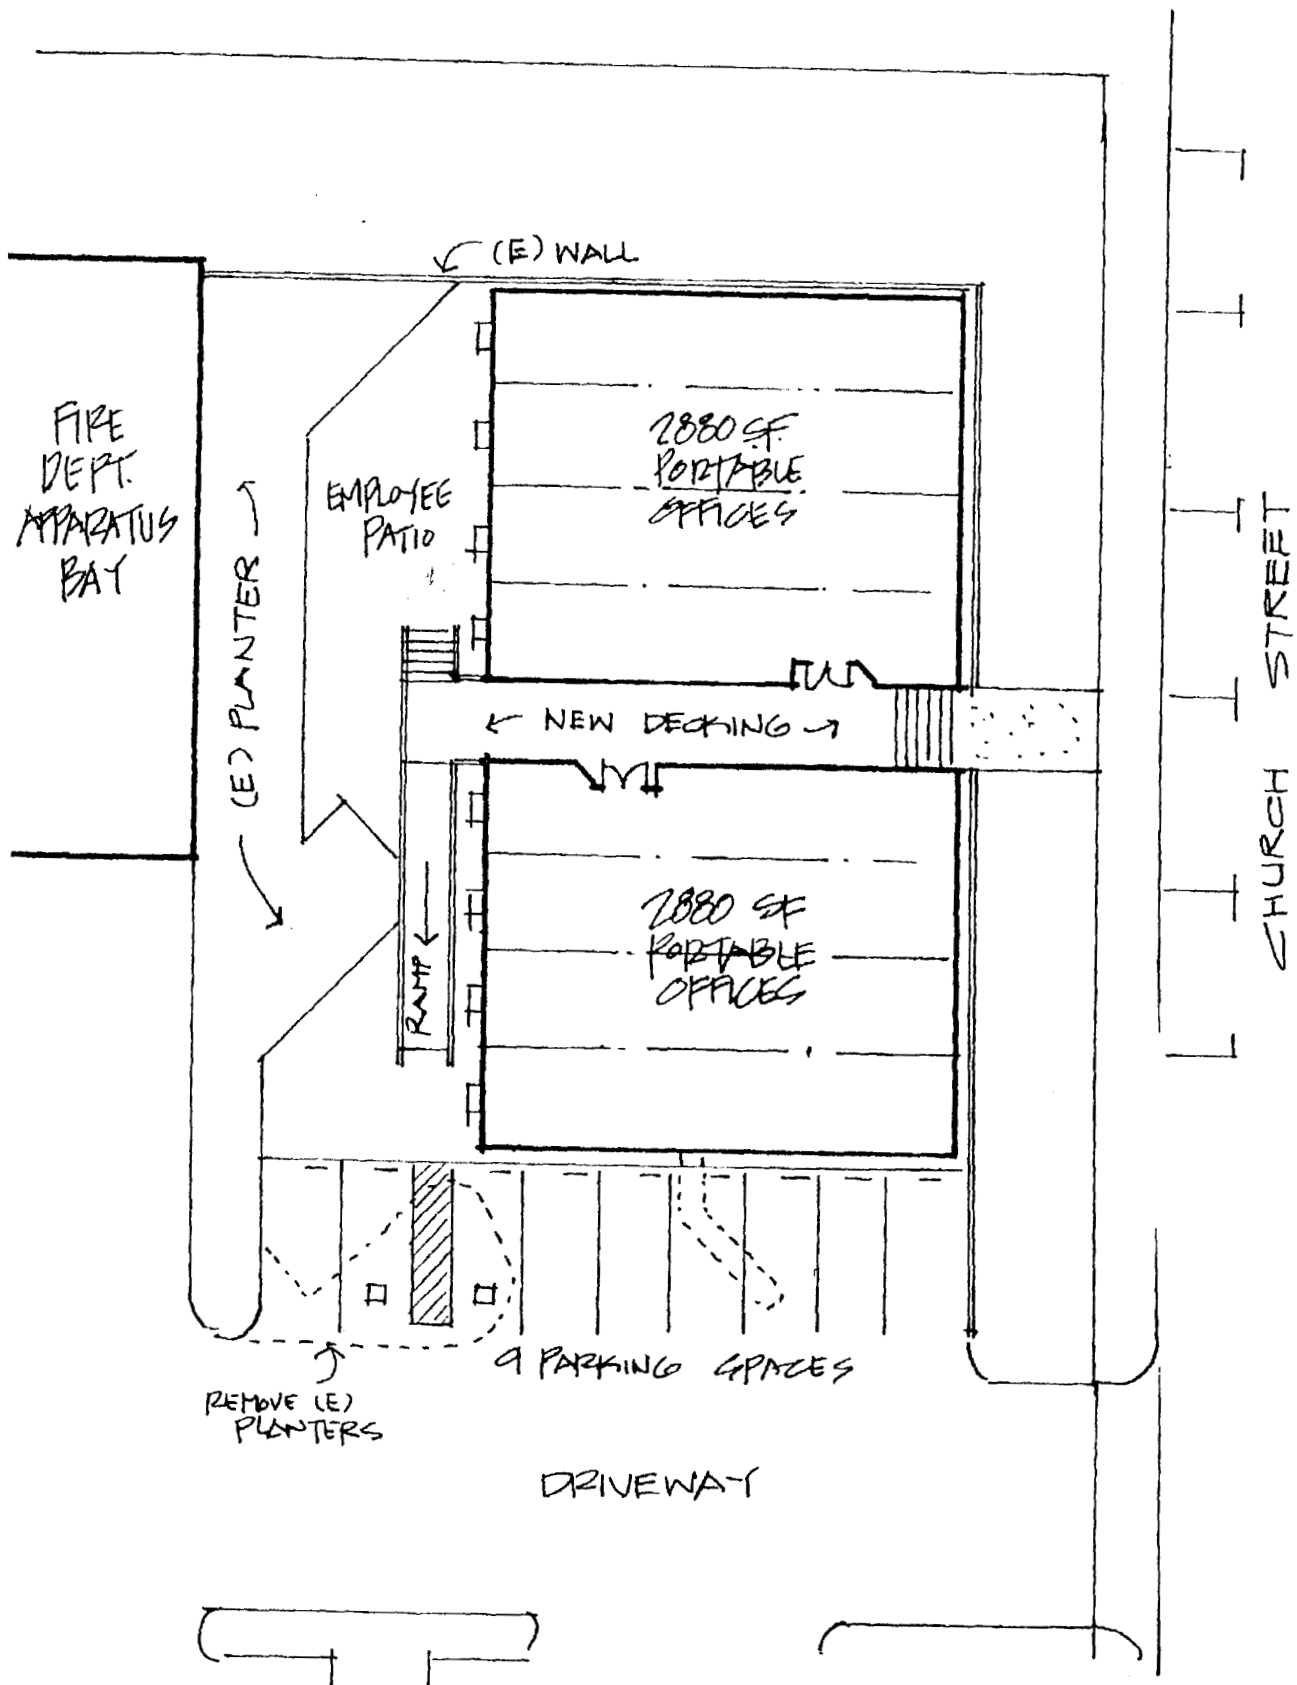 (E) WALL
FIRE
DEPT.
APPARATUS
BAY
(E) PLANTER
EMPLOYEE
PATIO
2880 S.F.
PORTABLE
OFFICES
NEW DECKING
CHURCH STREET
2880 SF
PORTABLE
OFFICES
RAMP
9 PARKING SPACES
REMOVE (E)
PLANTERS
DRIVEWAY